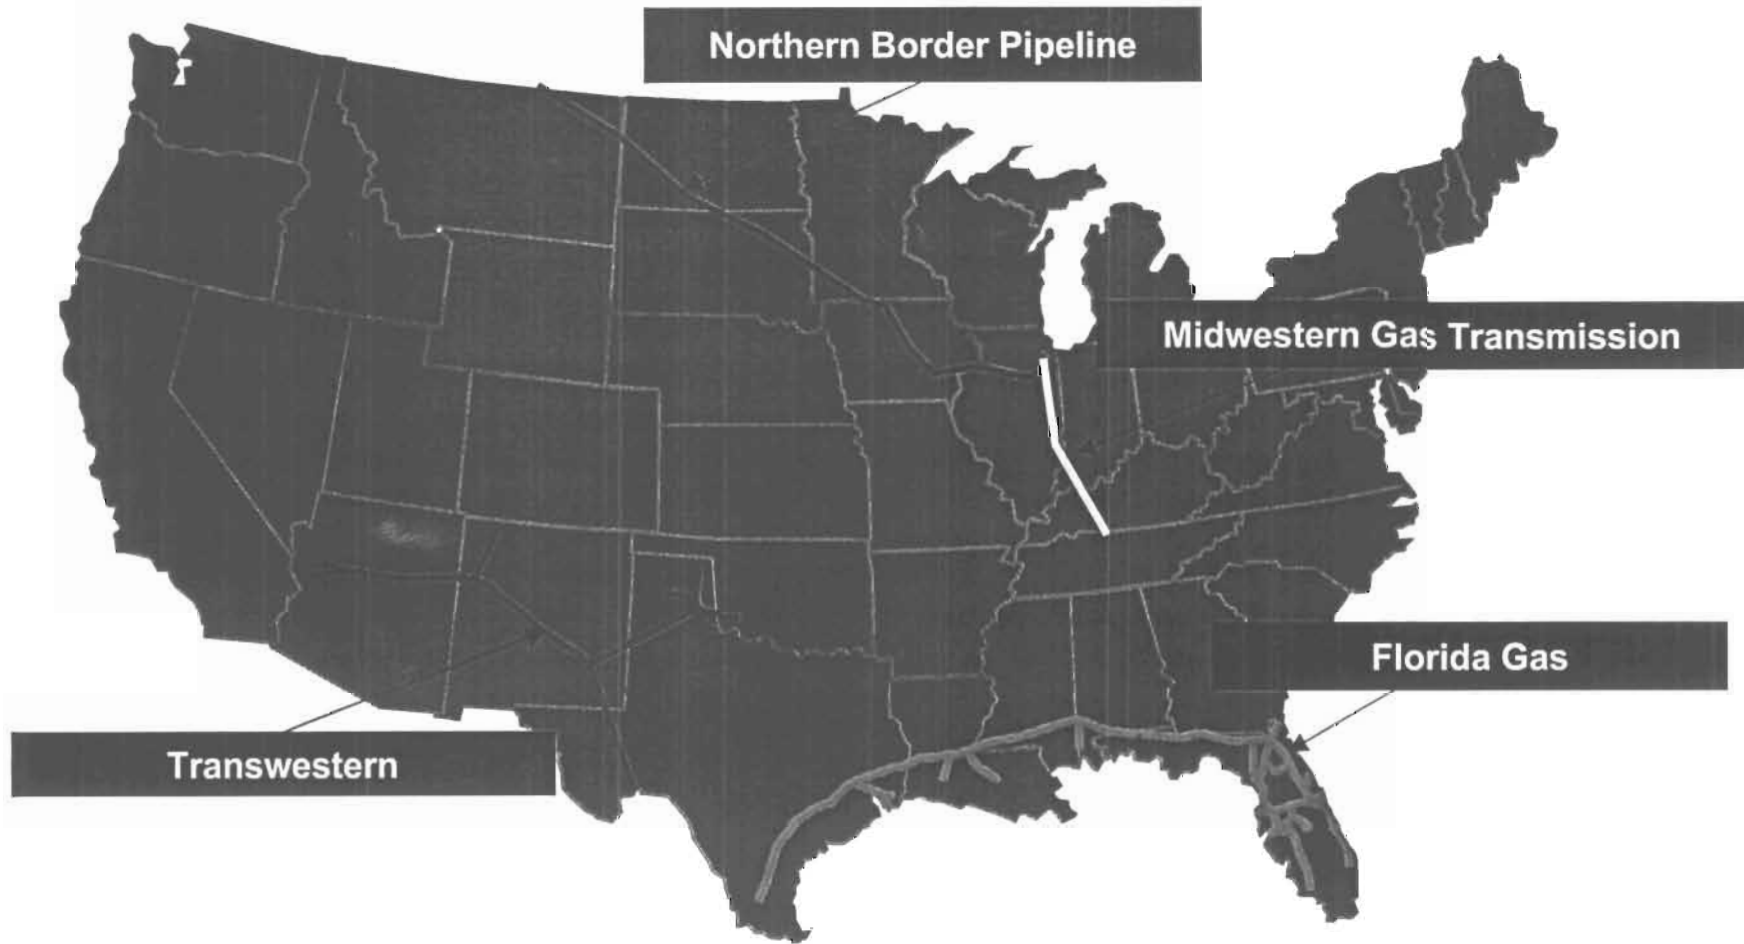 Northern Border Pipeline
Midwestern Gas Transmission
Florida Gas
Transwestern